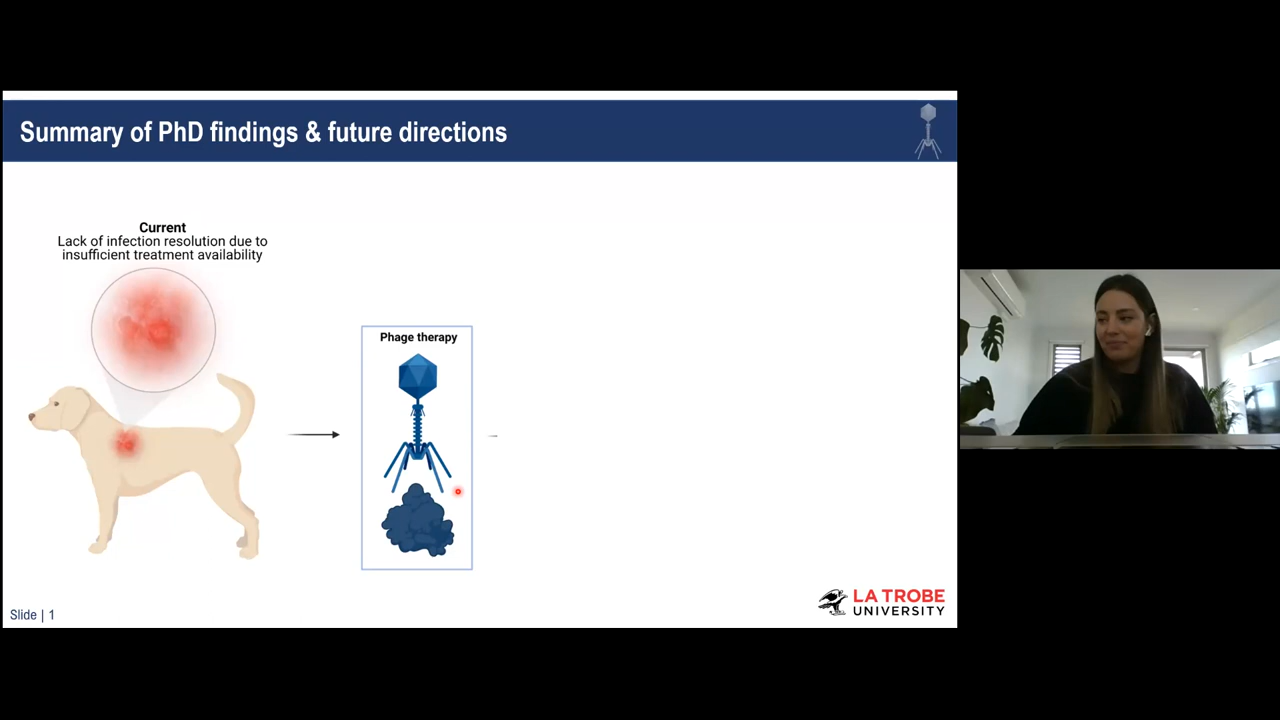 Summary of PhD findings & future directions
Current
Lack of infection resolution due to
insufficient treatment availability
Phage therapy
Slide | 1
LA TROBE
UNIVERSITY